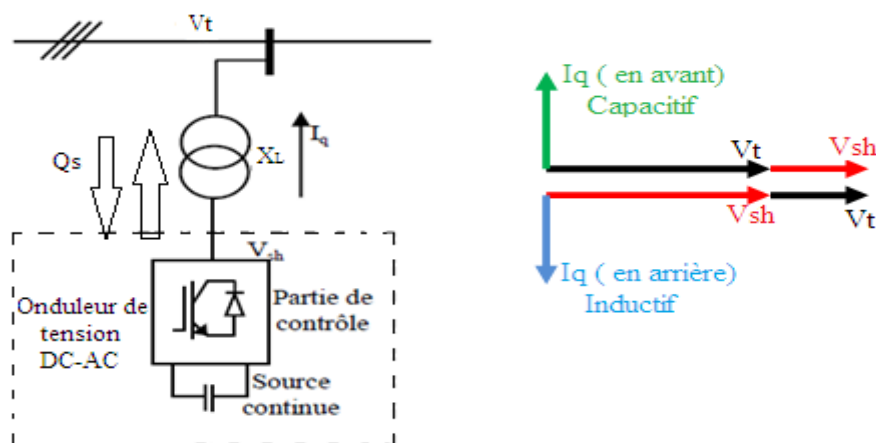 Vt
Iq
XL
Qs
Vsh
Onduleur de
tension
DC-AC
Partie de
contrôle
Source
continue
Iq ( en avant)
Capacitif
Vt
Vsh
Vsh
Vt
Iq ( en arrière)
Inductif